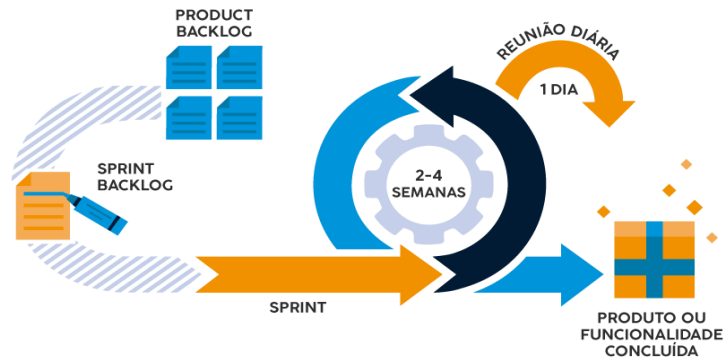 PRODUCT
BACKLOG
SPRINT
BACKLOG
SPRINT
2-4
SEMANAS
REUNIÃO DIÁRIA
1 DIA
PRODUTO OU
FUNCIONALIDADE
CONCLUÍDA